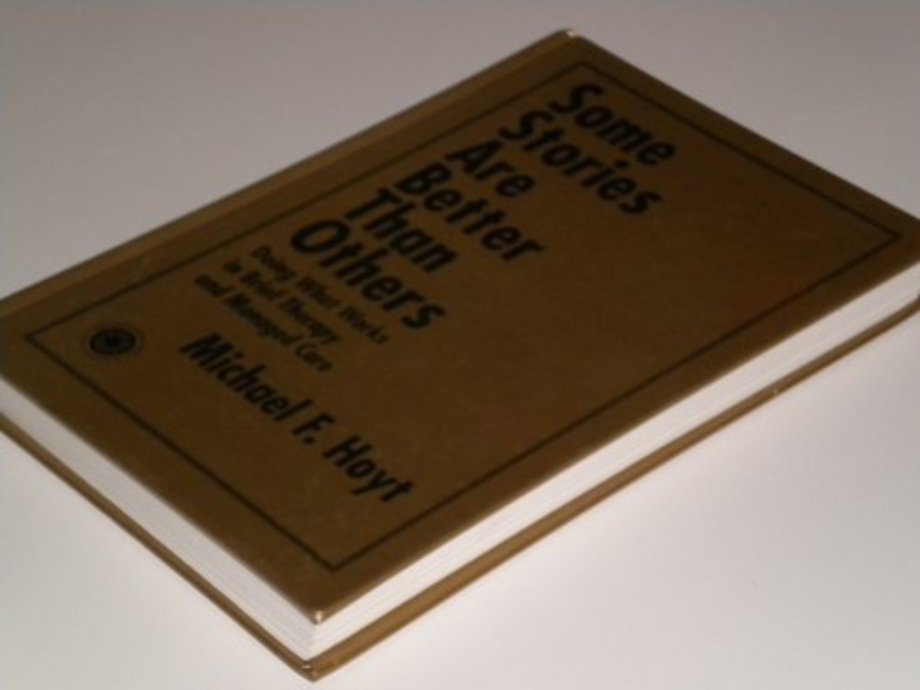 Some
Stories
Are
Better
Than
Others
Doing What Works
in Brief Therapy
and Managed Care
Michael F. Hoyt